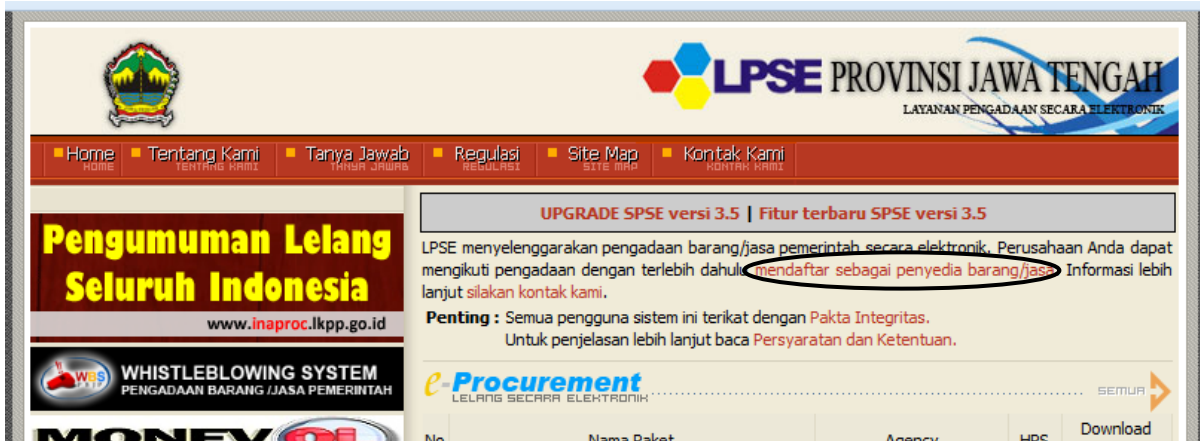 LPSE PROVINSI JAWA TENGAH
LAYANAN PENGADAAN SECARA ELEKTRONIK
Home Tentang Kami Tanya Jawab Regulasi Site Map Kontak Kami
HOME TENTANG KAMI TANYA JAWAB REGULASI SITE MAP KONTAK KAMI
Pengumuman Lelang
Seluruh Indonesia
www.inaproc.lkpp.go.id
WBS
WHISTLEBLOWING SYSTEM
PENGADAAN BARANG /JASA PEMERINTAH
UPGRADE SPSE versi 3.5 | Fitur terbaru SPSE versi 3.5
LPSE menyelenggarakan pengadaan barang/jasa pemerintah secara elektronik. Perusahaan Anda dapat
mengikuti pengadaan dengan terlebih dahulu mendaftar sebagai penyedia barang/jasa. Informasi lebih
lanjut silakan kontak kami.
Penting : Semua pengguna sistem ini terikat dengan Pakta Integritas.
Untuk penjelasan lebih lanjut baca Persyaratan dan Ketentuan.
e-Procurement
LELANG SECARA ELEKTRONIK
SEMUA
No Nama Paket Agency HPS Download